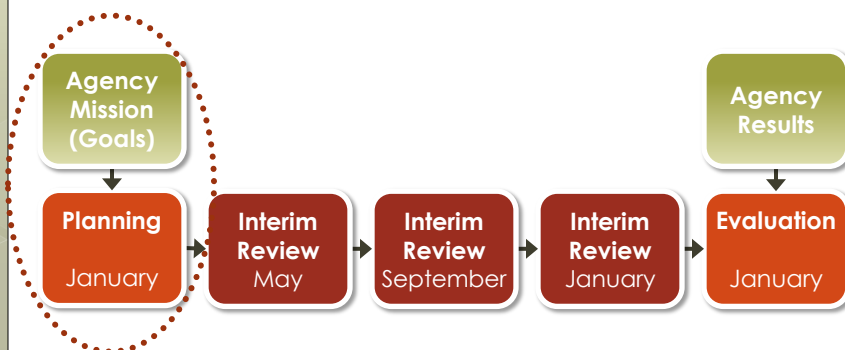 Agency
Mission
(Goals)
Agency
Results
Planning
January
Interim
Review
May
Interim
Review
September
Interim
Review
January
Evaluation
January